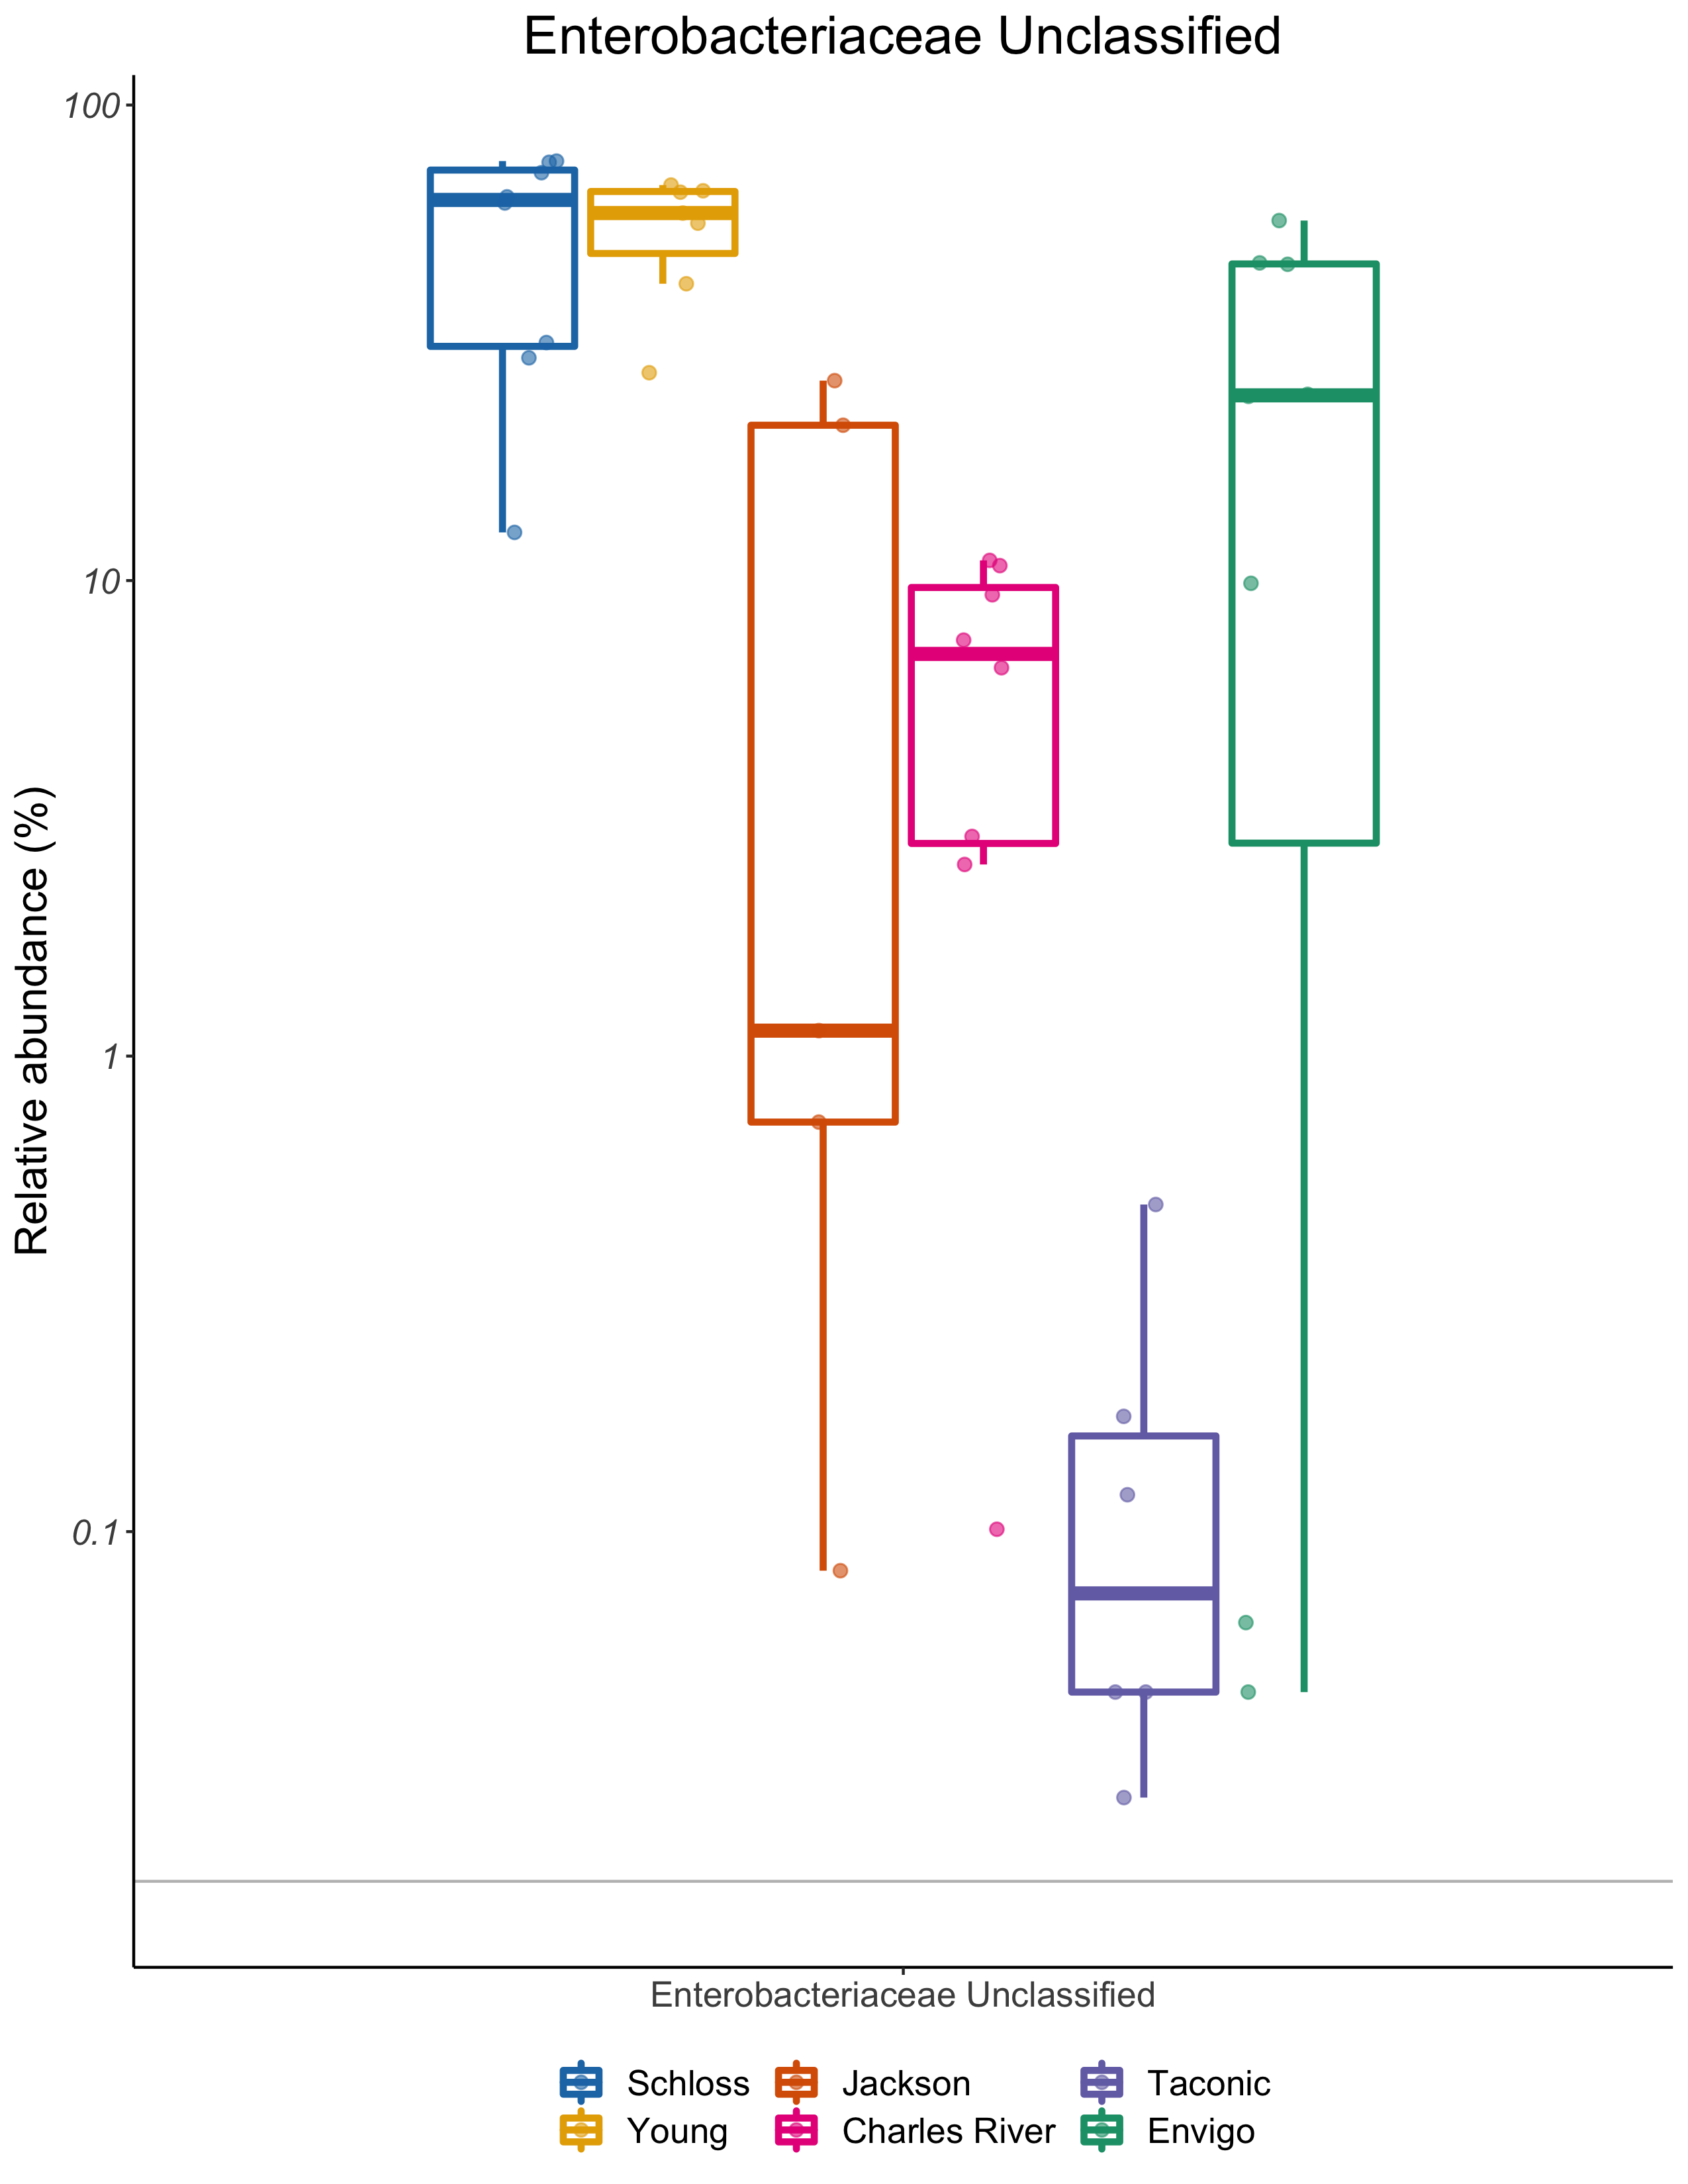 Enterobacteriaceae Unclassified
100
10
1
0.1
Relative abundance (%)
Enterobacteriaceae Unclassified
Schloss Jackson Taconic
Young Charles River Envigo